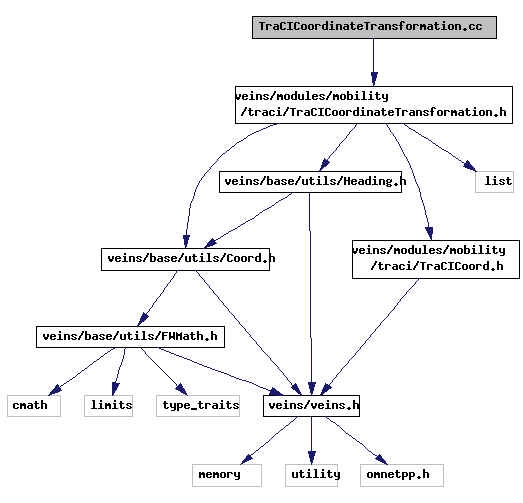 TraCICoordinateTransformation.cc
veins/modules/mobility
/traci/TraCICoordinateTransformation.h
veins/base/utils/Heading.h
list
veins/base/utils/Coord.h
veins/modules/mobility
/traci/TraCICoord.h
veins/base/utils/FWMath.h
cmath
limits
type_traits
veins/veins.h
memory
utility
omnetpp.h